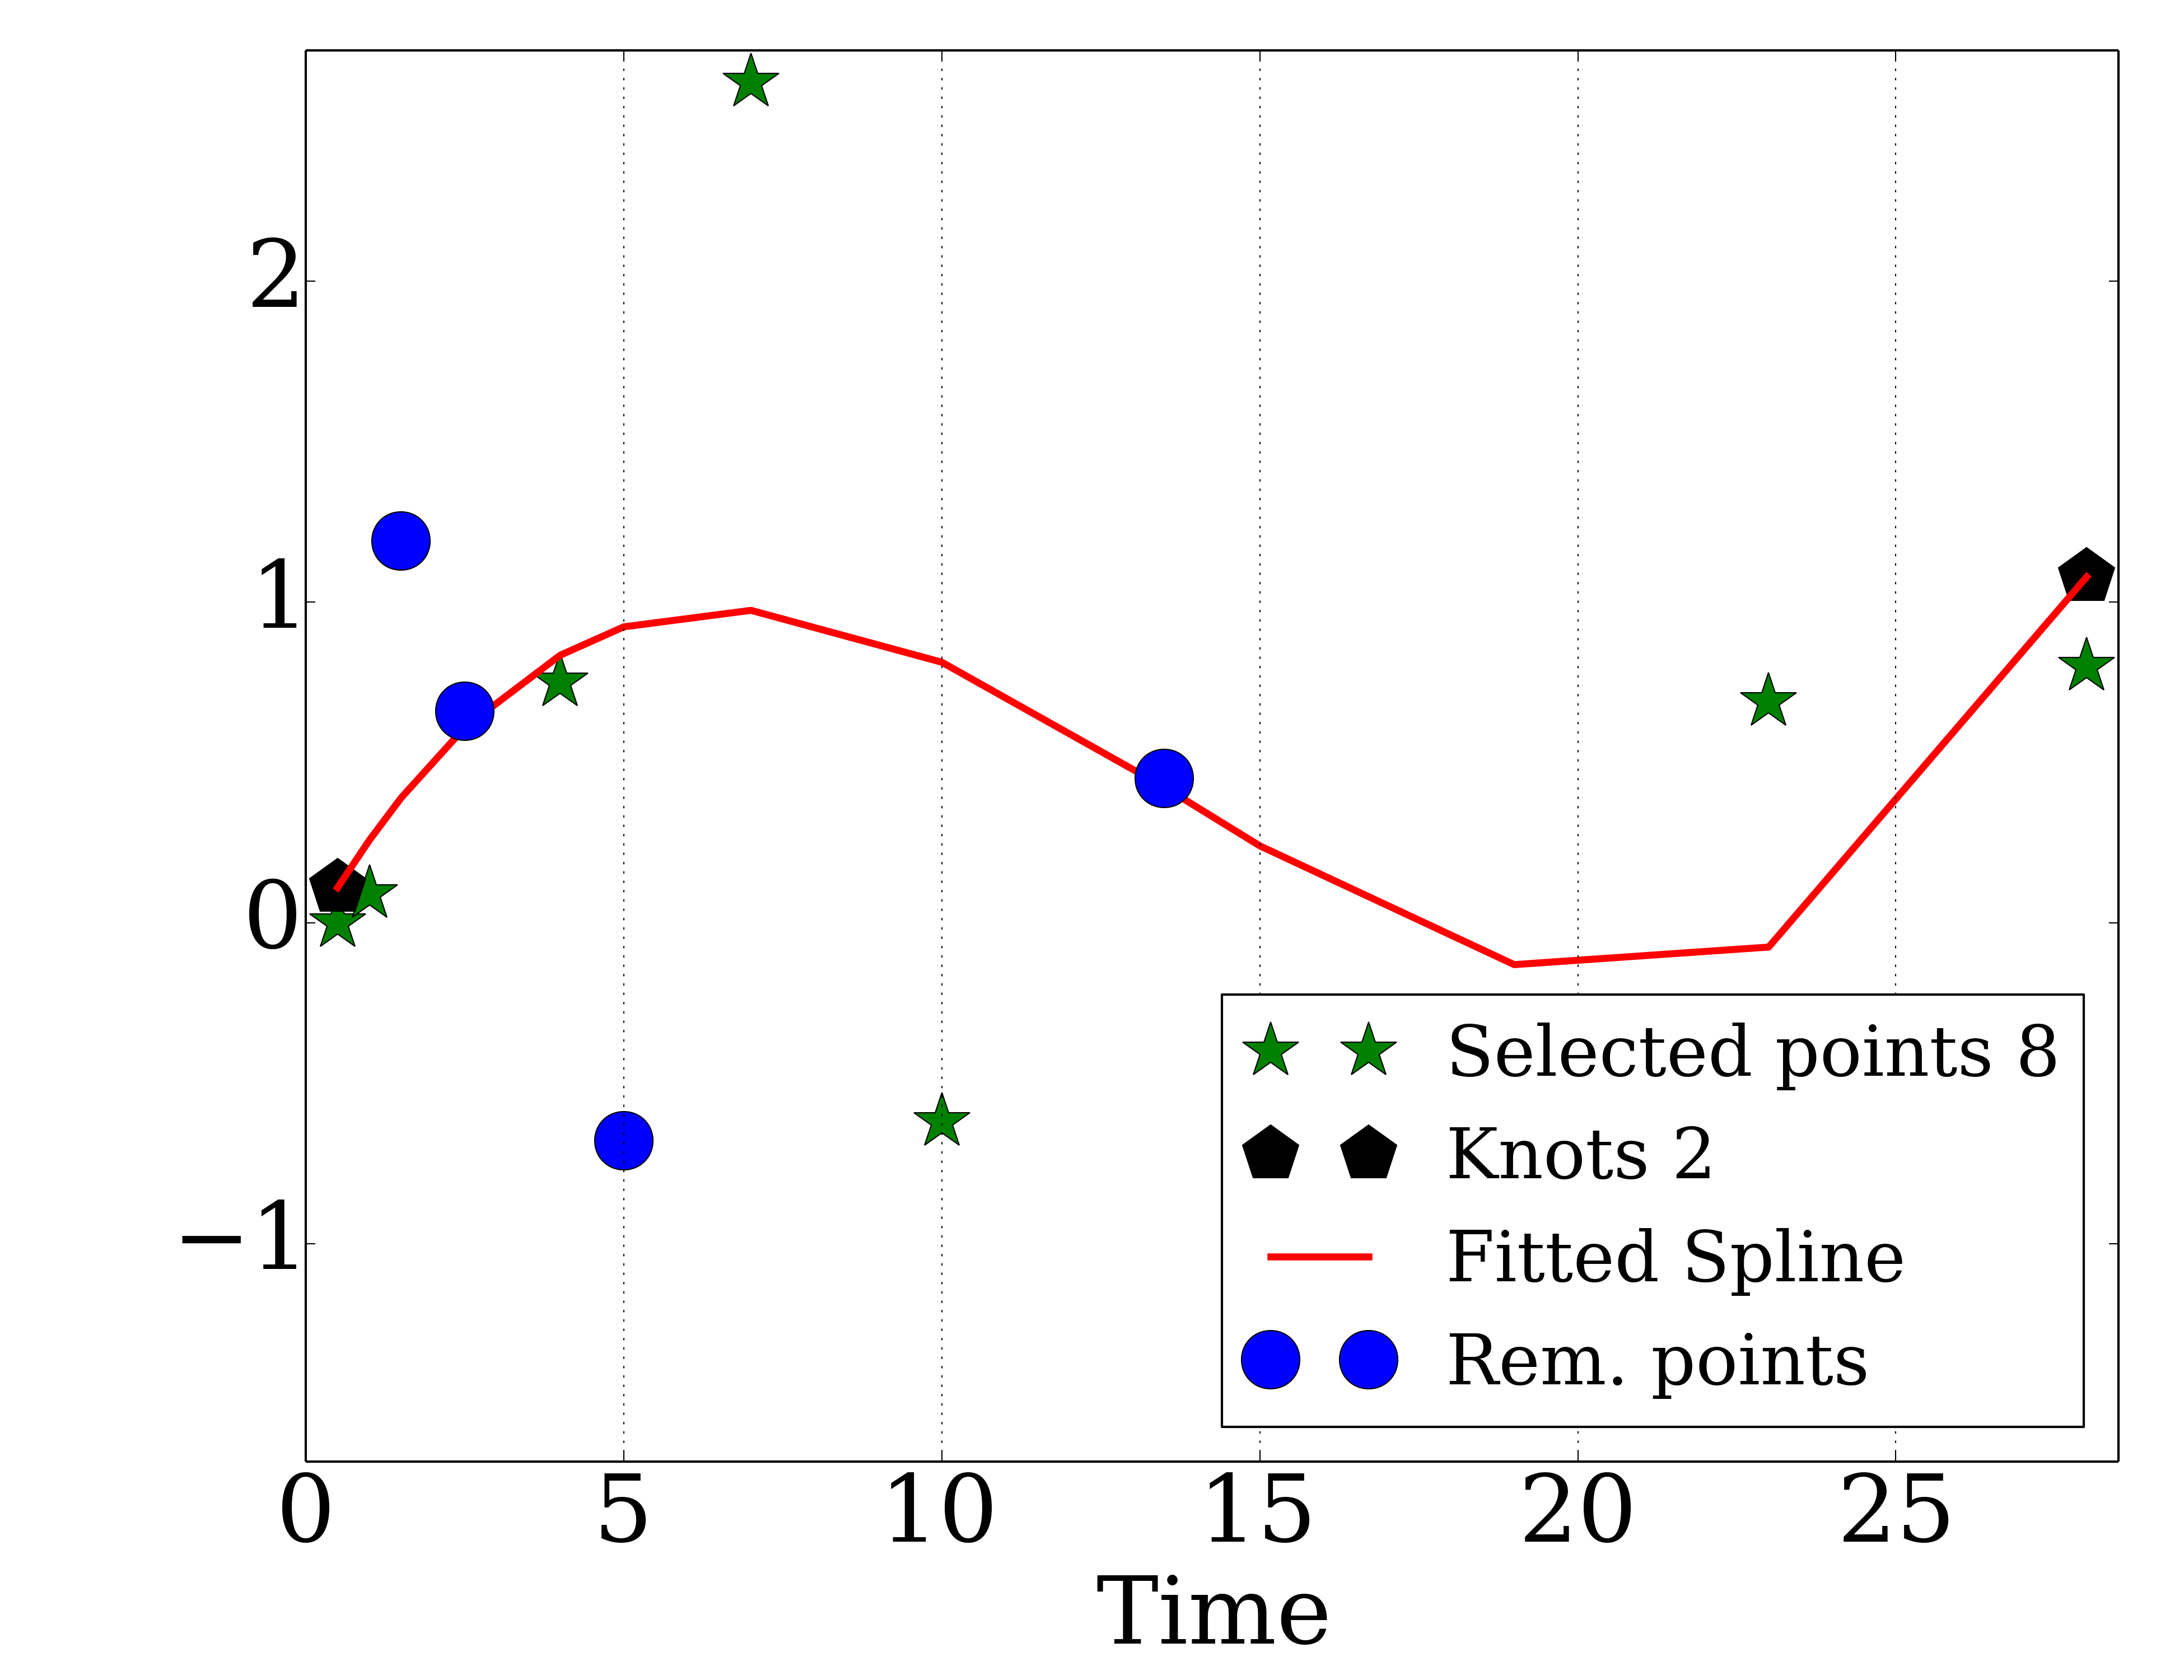 2
1
0
−1
0 5 10 15 20 25
Time
Selected points 8
Knots 2
Fitted Spline
Rem. points